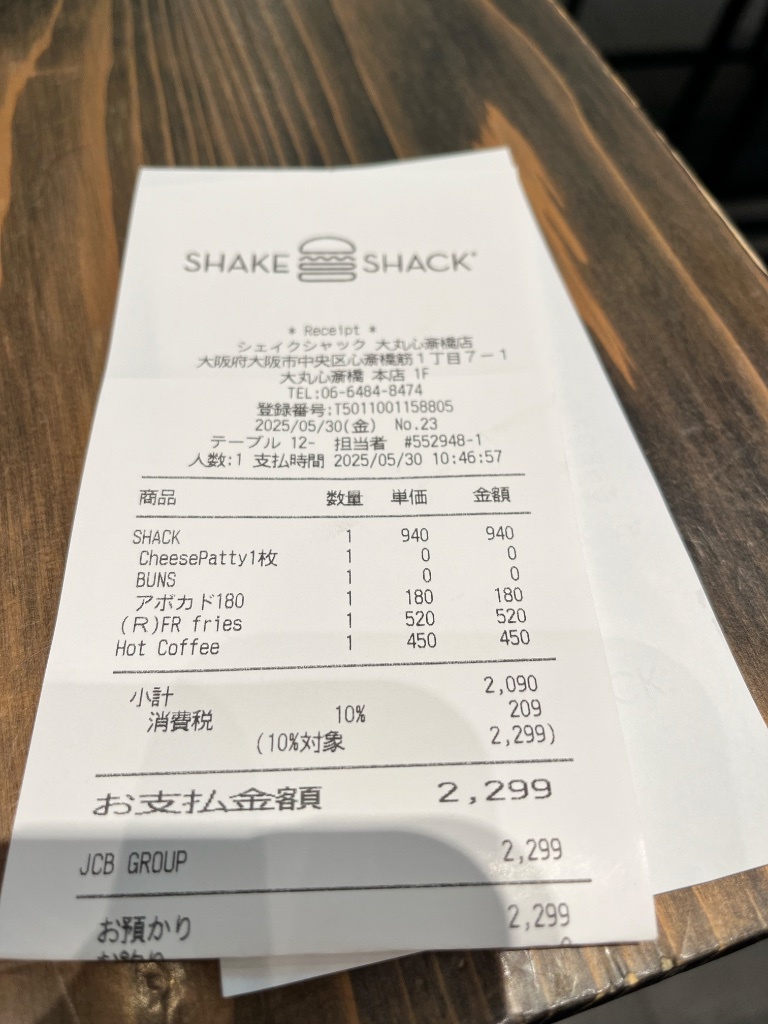 SHAKE SHACK
* Receipt *
シェイクシャック 大丸心斎橋店
大阪府大阪市中央区心斎橋筋1丁目7-1
大丸心斎橋 本店 1F
TEL:06-6484-8474
登録番号:T5011001158805
2025/05/30(金) No.23
テーブル 12- 担当者 #552948-1
人数:1 支払時間 2025/05/30 10:46:57
商品 数量 単価 金額
SHACK 1 940 940
CheesePatty1枚 1 0 0
BUNS 1 0 0
アボカド180 1 180 180
(R)FR fries 1 520 520
Hot Coffee 1 450 450
小計 2,090
消費税 10% 209
(10%対象 2,299)
お支払金額 2,299
JCB GROUP 2,299
お預かり 2,299